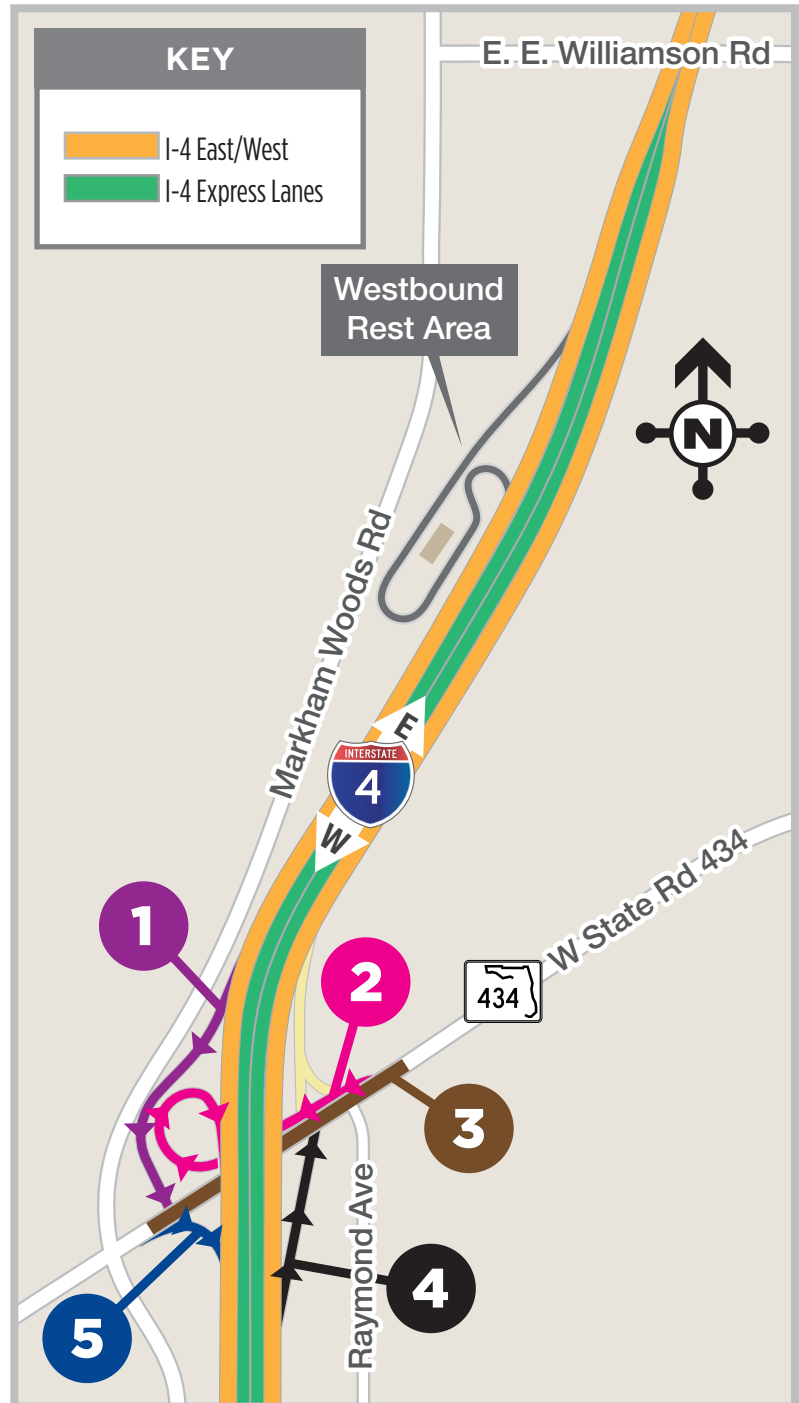 KEY
I-4 East/West
I-4 Express Lanes
E. E. Williamson Rd
Westbound
Rest Area
N
Markham Woods Rd
E
INTERSTATE
4
W
W State Rd 434
434
1
2
3
Raymond Ave
4
5